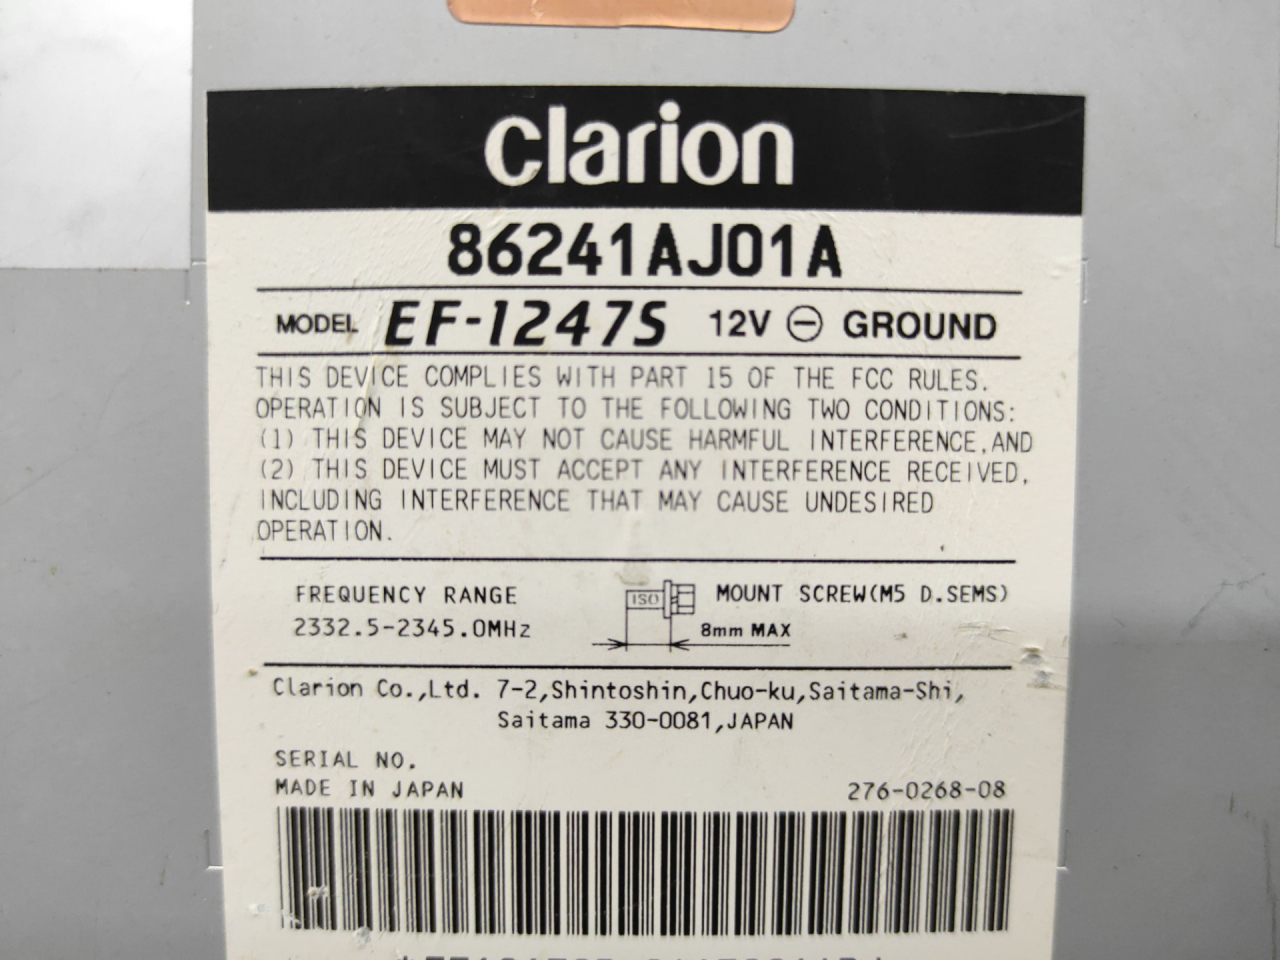 clarion
86241AJ01A
MODEL EF-1247S 12V ⊖ GROUND
THIS DEVICE COMPLIES WITH PART 15 OF THE FCC RULES.
OPERATION IS SUBJECT TO THE FOLLOWING TWO CONDITIONS:
(1) THIS DEVICE MAY NOT CAUSE HARMFUL INTERFERENCE,AND
(2) THIS DEVICE MUST ACCEPT ANY INTERFERENCE RECEIVED,
INCLUDING INTERFERENCE THAT MAY CAUSE UNDESIRED
OPERATION.
FREQUENCY RANGE
2332.5-2345.0MHz
ISO
MOUNT SCREW(M5 D.SEMS)
8mm MAX
Clarion Co.,Ltd. 7-2,Shintoshin,Chuo-ku,Saitama-Shi,
Saitama 330-0081,JAPAN
SERIAL NO.
MADE IN JAPAN 276-0268-08